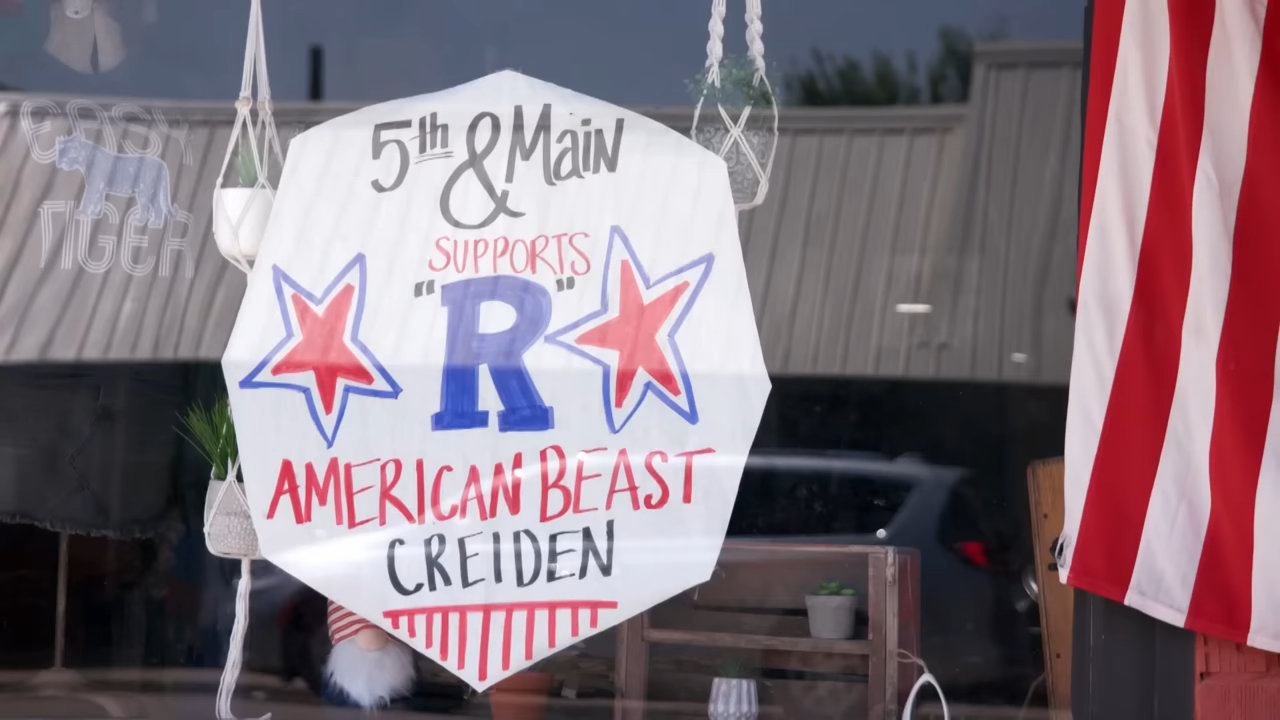 EASY
TIGER
5th & Main
SUPPORTS
"R"
AMERICAN BEAST
CREIDEN